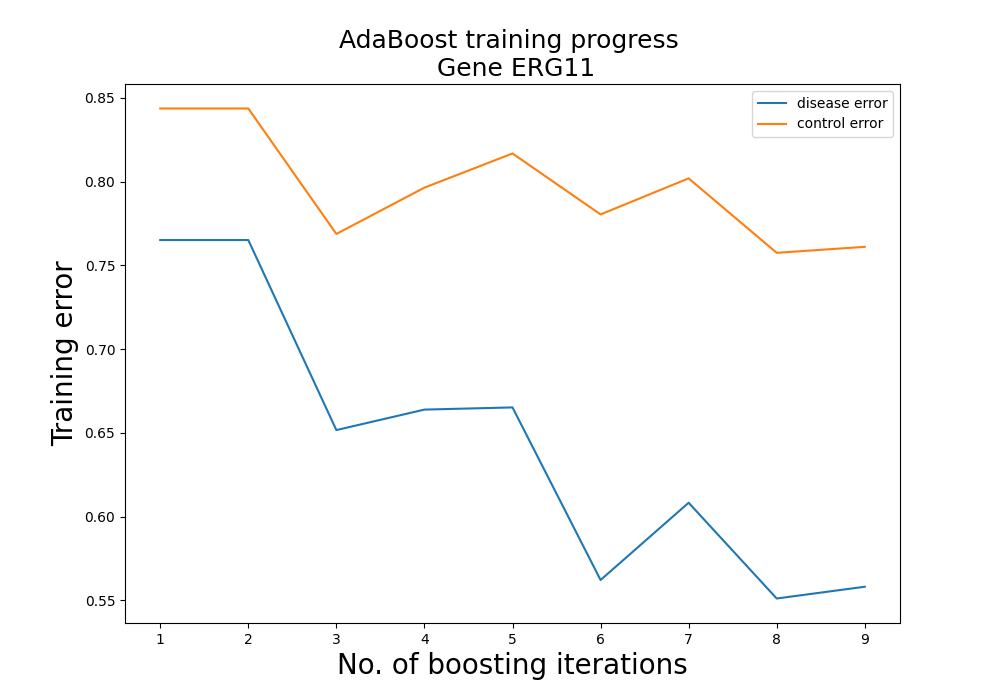 AdaBoost training progress
Gene ERG11
disease error
control error
Training error
0.85
0.80
0.75
0.70
0.65
0.60
0.55
1 2 3 4 5 6 7 8 9
No. of boosting iterations